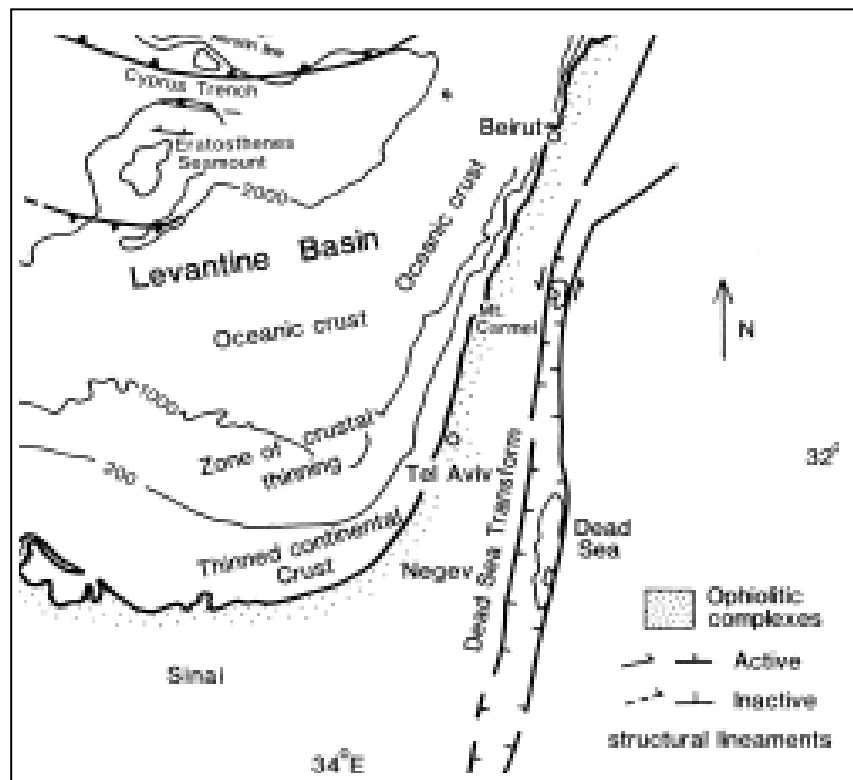 Cyprus Trench
Eratosthenes
Seamount
Beirut
2000
Oceanic crust
Levantine Basin
Oceanic crust
Mt.
Carmel
N
1000
Zone of crustal
thinning
200
Tel Aviv
32°
Thinned continental
Crust
Negev
Dead Sea Transform
Dead
Sea
Sinai
34°E
Ophiolitic
complexes
Active
Inactive
structural lineaments